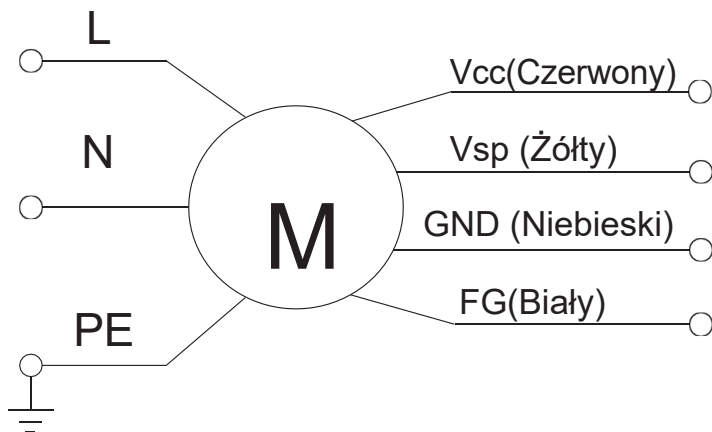 L
N
PE
M
Vcc(Czerwony)
Vsp (Żółty)
GND (Niebieski)
FG(Biały)